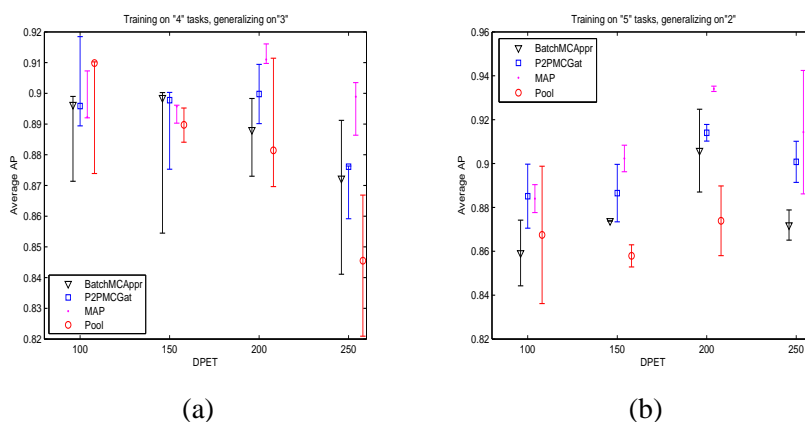 Training on "4" tasks, generalizing on"3"
0.92
0.91
0.9
0.89
0.88
0.87
0.86
0.85
0.84
0.83
0.82
Average AP
BatchMCAppr
P2PMCGat
MAP
Pool
100
150
200
250
DPET
(a)
Training on "5" tasks, generalizing on"2"
0.96
0.94
0.92
0.9
0.88
0.86
0.84
0.82
Average AP
BatchMCAppr
P2PMCGat
MAP
Pool
100
150
200
250
DPET
(b)